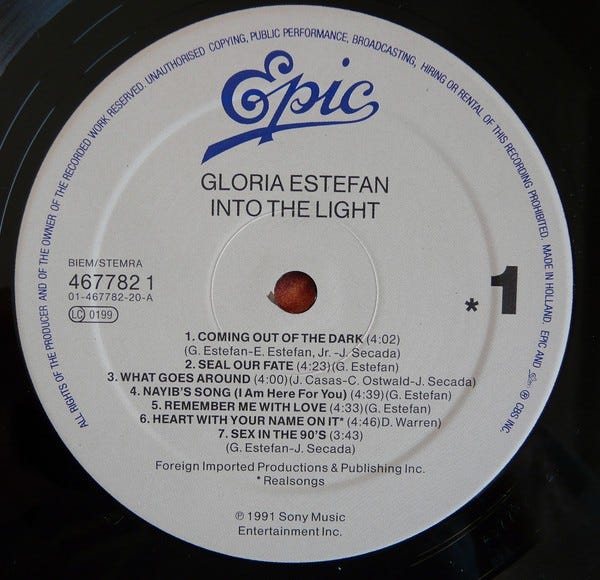 ALL RIGHTS OF THE PRODUCER AND OF THE OWNER OF THE RECORDED WORK RESERVED. UNAUTHORISED COPYING, PUBLIC PERFORMANCE, BROADCASTING, HIRING OR RENTAL OF THIS RECORDING PROHIBITED. MADE IN HOLLAND. EPIC AND ® CBS INC.
Epic
GLORIA ESTEFAN
INTO THE LIGHT
BIEM/STEMRA
467782 1
01-467782-20-A
LC 0199
*1
1. COMING OUT OF THE DARK (4:02)
(G. Estefan-E. Estefan, Jr. -J. Secada)
2. SEAL OUR FATE (4:23)(G. Estefan)
3. WHAT GOES AROUND (4:00)(J. Casas-C. Ostwald-J. Secada)
4. NAYIB'S SONG (I Am Here For You) (4:39)(G. Estefan)
5. REMEMBER ME WITH LOVE (4:33)(G. Estefan)
6. HEART WITH YOUR NAME ON IT* (4:46)D. Warren)
7. SEX IN THE 90'S (3:43)
(G. Estefan-J. Secada)
Foreign Imported Productions & Publishing Inc.
* Realsongs
℗ 1991 Sony Music
Entertainment Inc.